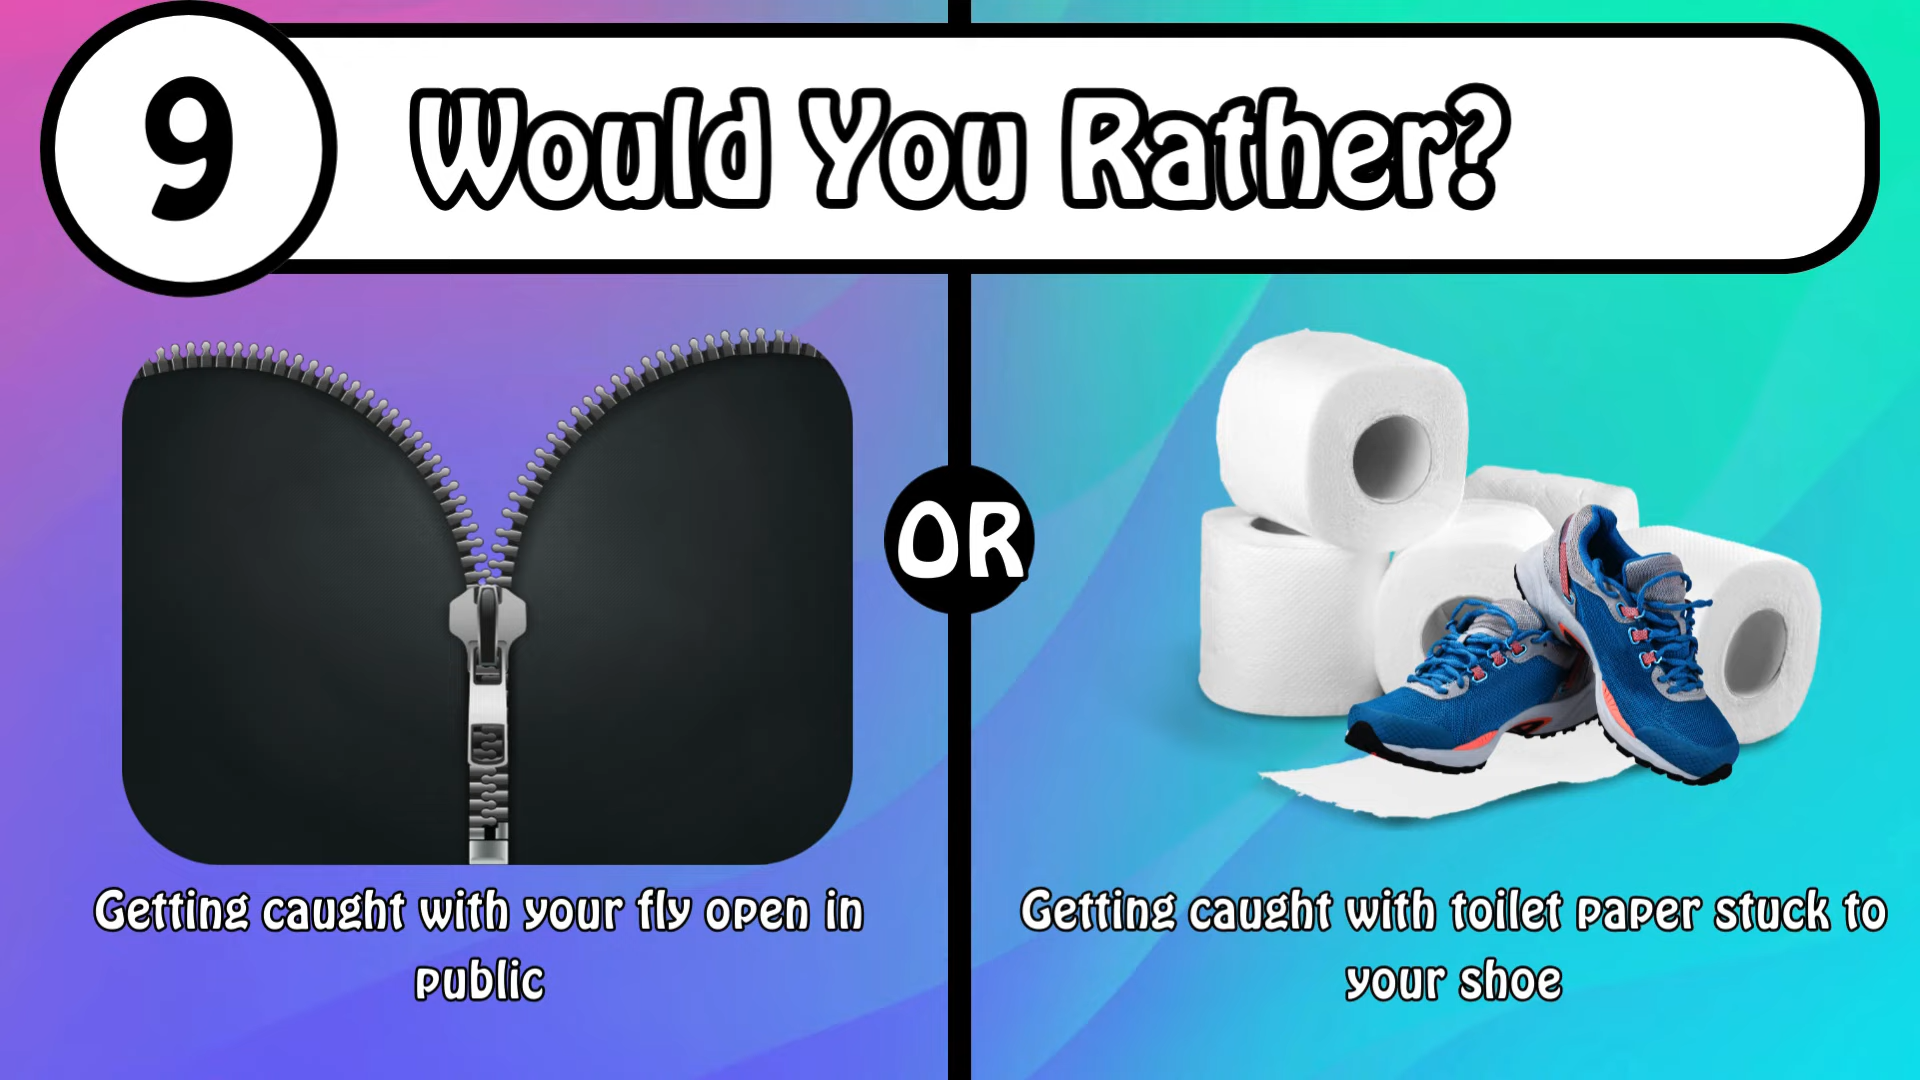 9
Would You Rather?
OR
Getting caught with your fly open in
public
Getting caught with toilet paper stuck to
your shoe